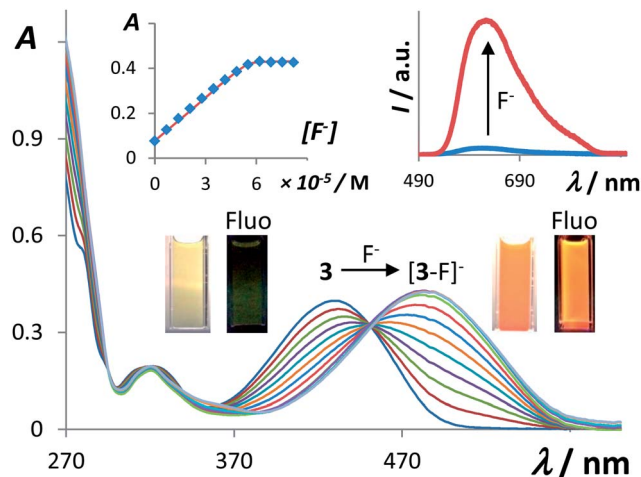 A
0.9
0.6
0.3
0
270
370
470
λ / nm
A
0.4
0.2
0
[F⁻]
0
3
6
× 10⁻⁵ / M
I / a.u.
F⁻
490
690
λ / nm
Fluo
F⁻
3 → [3-F]⁻
Fluo